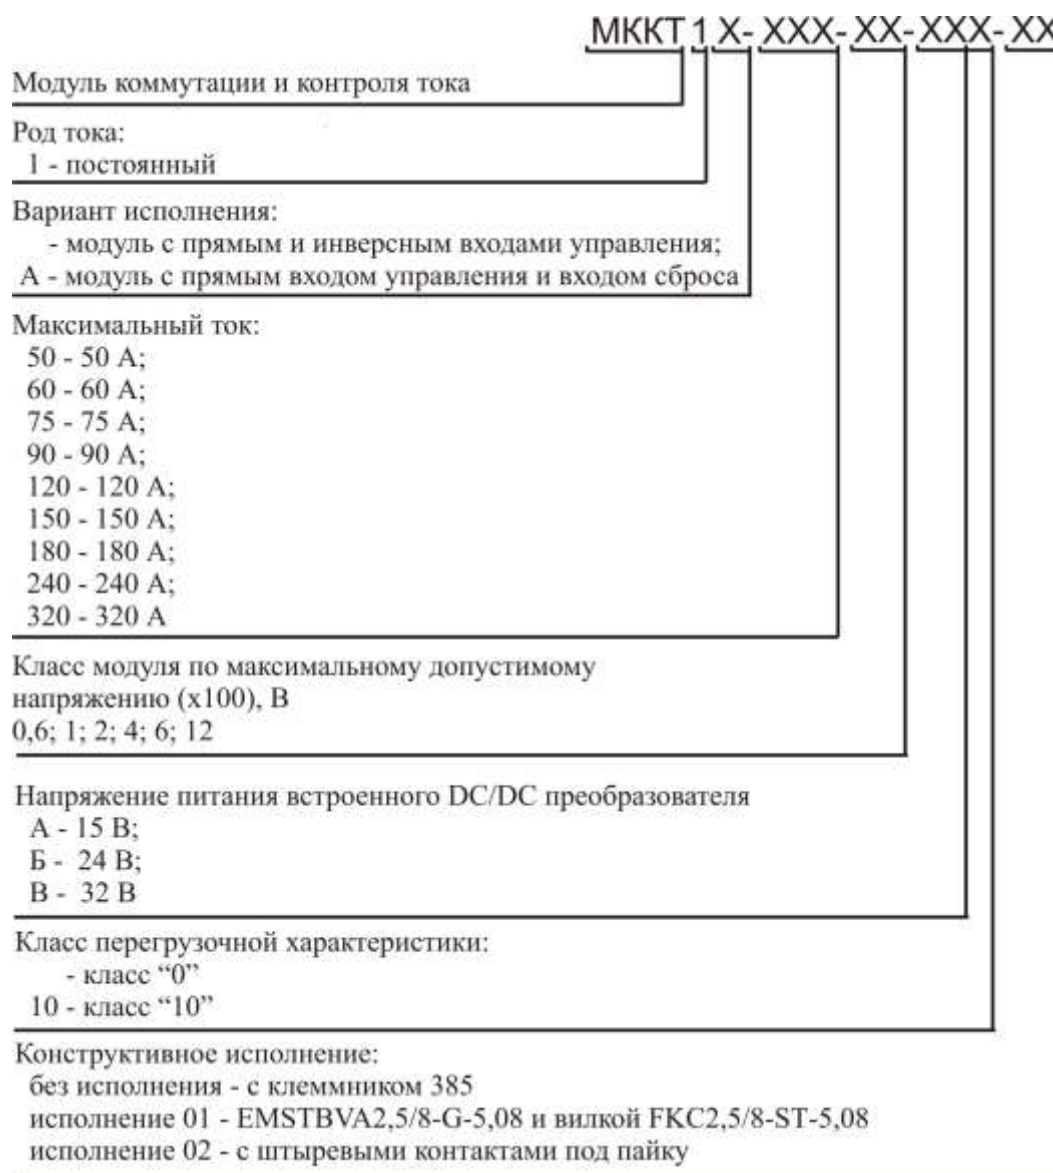 МККТ1Х-ХХХ-ХХ-ХХХ-ХХ
Модуль коммутации и контроля тока
Род тока:
1 - постоянный
Вариант исполнения:
- модуль с прямым и инверсным входами управления;
А - модуль с прямым входом управления и входом сброса
Максимальный ток:
50 - 50 А;
60 - 60 А;
75 - 75 А;
90 - 90 А;
120 - 120 А;
150 - 150 А;
180 - 180 А;
240 - 240 А;
320 - 320 А
Класс модуля по максимальному допустимому
напряжению (х100), В
0,6; 1; 2; 4; 6; 12
Напряжение питания встроенного DC/DC преобразователя
А - 15 В;
Б - 24 В;
В - 32 В
Класс перегрузочной характеристики:
- класс “0”
10 - класс “10”
Конструктивное исполнение:
без исполнения - с клеммником 385
исполнение 01 - EMSTBVA2,5/8-G-5,08 и вилкой FKC2,5/8-ST-5,08
исполнение 02 - с штыревыми контактами под пайку